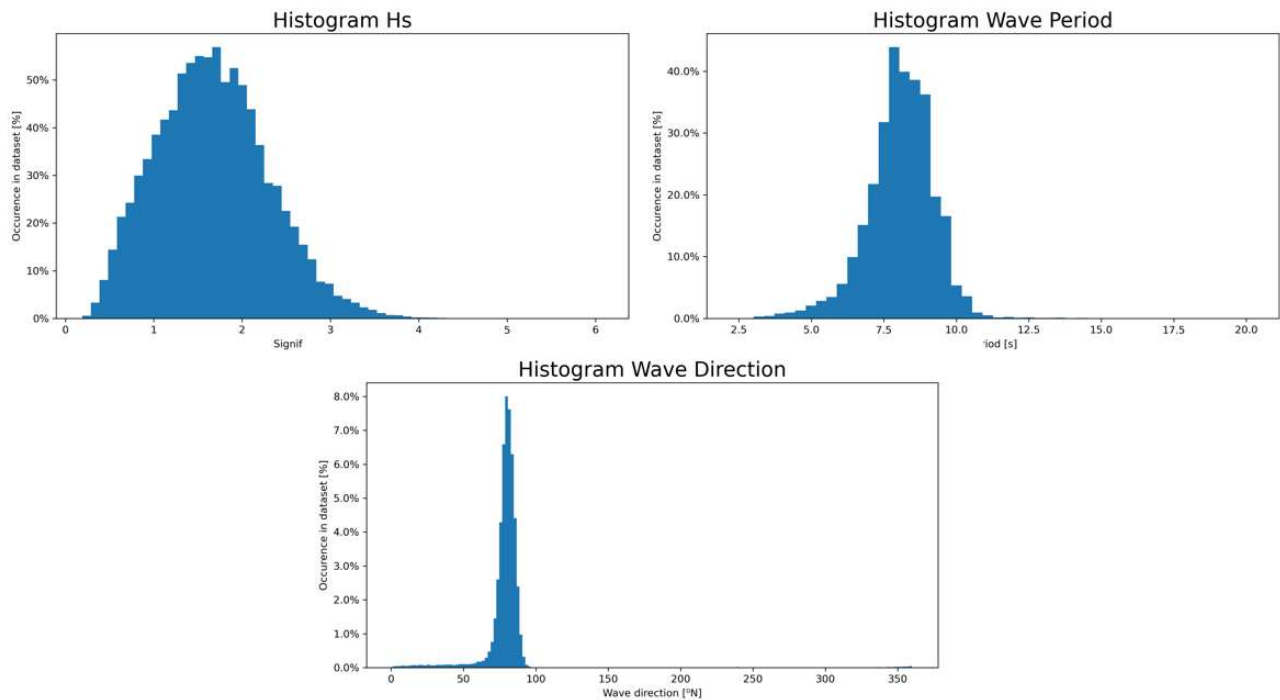 Histogram Hs
50%
40%
30%
20%
10%
0%
Occurence in dataset [%]
0 1 2 3 4 5 6
Signif
Histogram Wave Period
40.0%
30.0%
20.0%
10.0%
0.0%
Occurence in dataset [%]
2.5 5.0 7.5 10.0 12.5 15.0 17.5 20.0
riod [s]
Histogram Wave Direction
8.0%
7.0%
6.0%
5.0%
4.0%
3.0%
2.0%
1.0%
0.0%
Occurence in dataset [%]
0 50 100 150 200 250 300 350
Wave direction [⁰N]